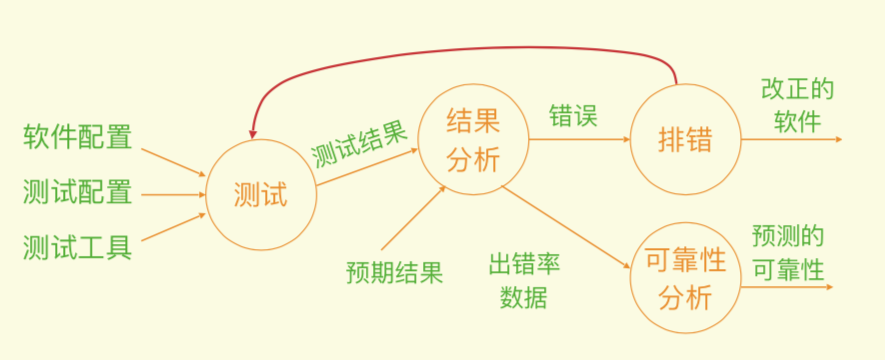 软件配置
测试配置
测试工具
测试
测试结果
预期结果
结果
分析
错误
出错率
数据
排错
改正的
软件
可靠性
分析
预测的
可靠性